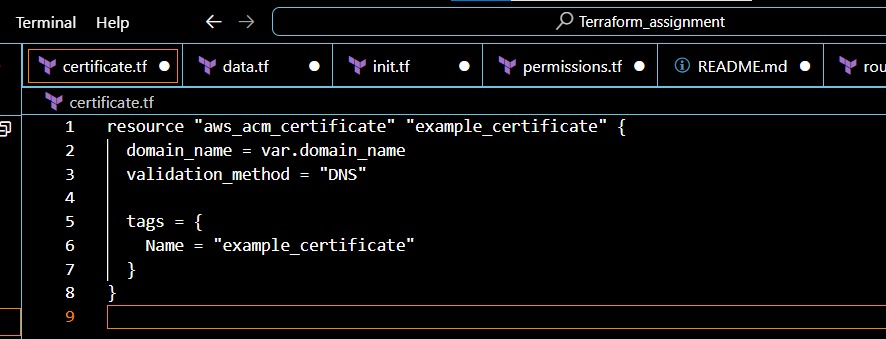 Terminal Help Terraform_assignment
certificate.tf data.tf init.tf permissions.tf README.md rou
certificate.tf
1 resource "aws_acm_certificate" "example_certificate" {
2   domain_name = var.domain_name
3   validation_method = "DNS"
4
5   tags = {
6     Name = "example_certificate"
7   }
8 }
9